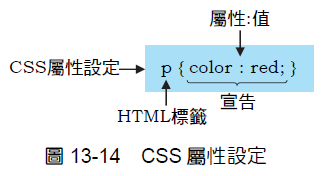 屬性:值
CSS屬性設定
p { color : red; }
宣告
HTML標籤
圖 13-14 CSS 屬性設定